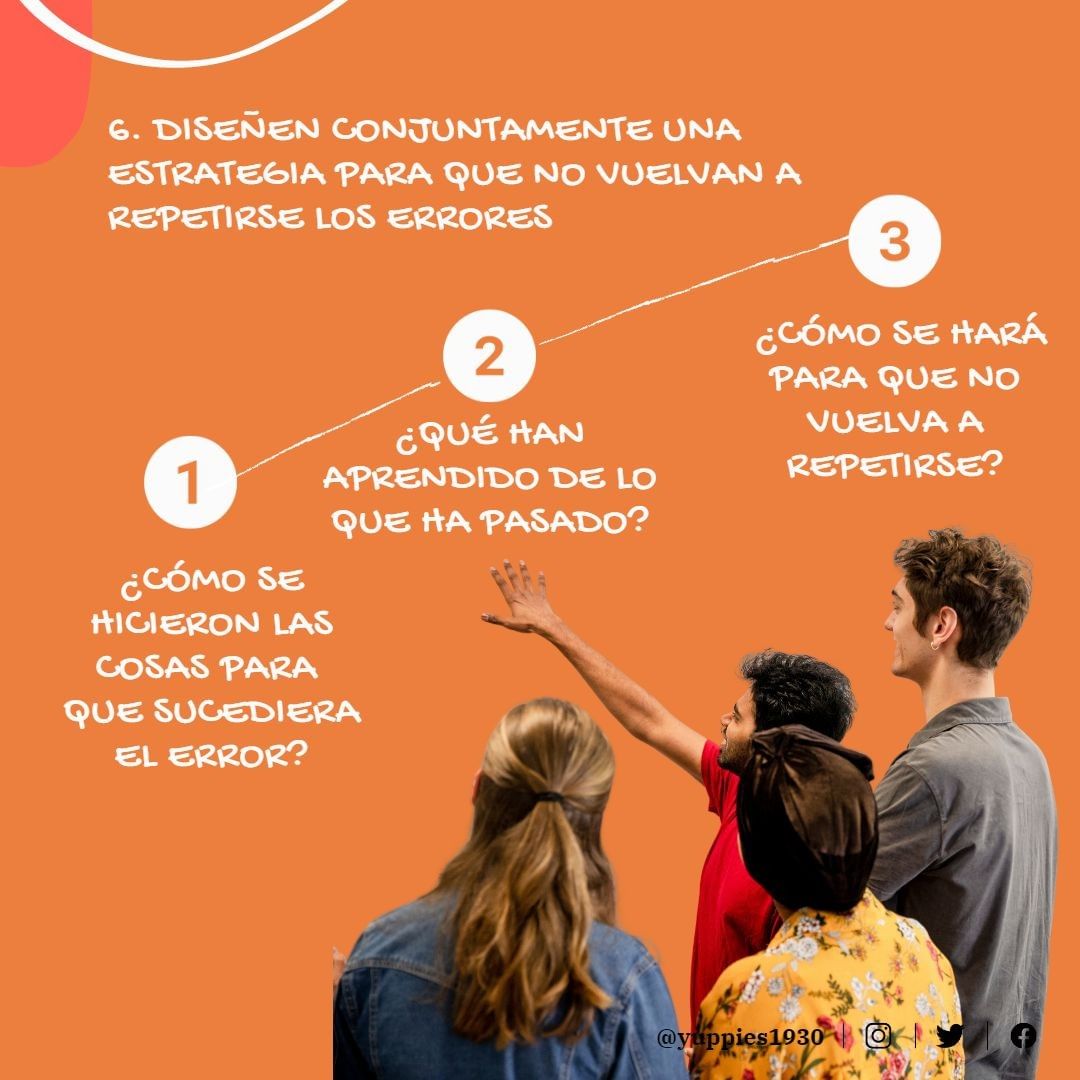 6. DISEÑEN CONJUNTAMENTE UNA
ESTRATEGIA PARA QUE NO VUELVAN A
REPETIRSE LOS ERRORES
1
¿CÓMO SE
HICIERON LAS
COSAS PARA
QUE SUCEDIERA
EL ERROR?
2
¿QUÉ HAN
APRENDIDO DE LO
QUE HA PASADO?
3
¿CÓMO SE HARÁ
PARA QUE NO
VUELVA A
REPETIRSE?
@yuppies1930